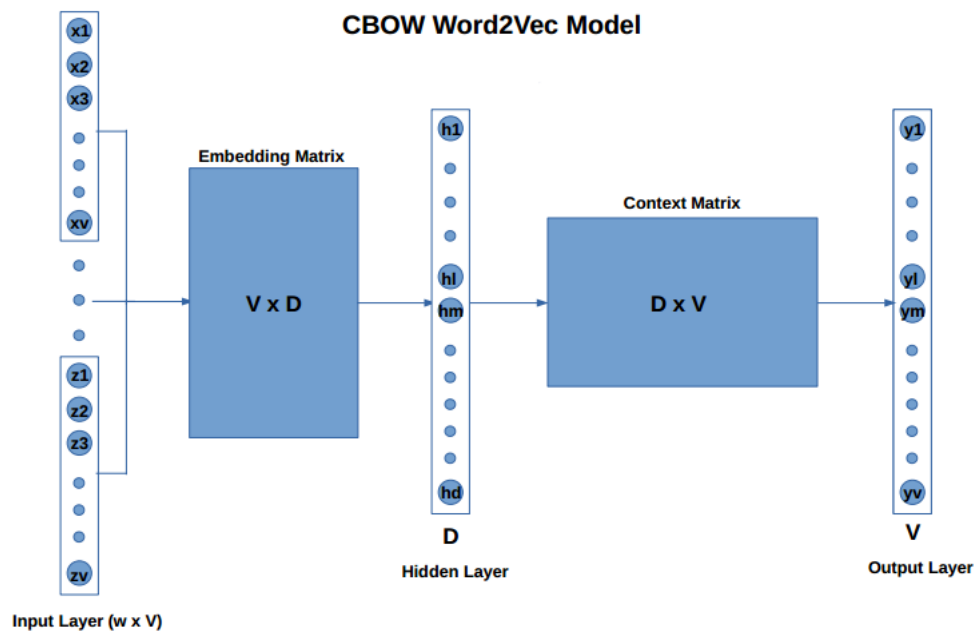 CBOW Word2Vec Model
x1
x2
x3
xv
z1
z2
z3
zv
Input Layer (w x V)
Embedding Matrix
V x D
h1
hl
hm
hd
D
Hidden Layer
Context Matrix
D x V
y1
yl
ym
yv
V
Output Layer